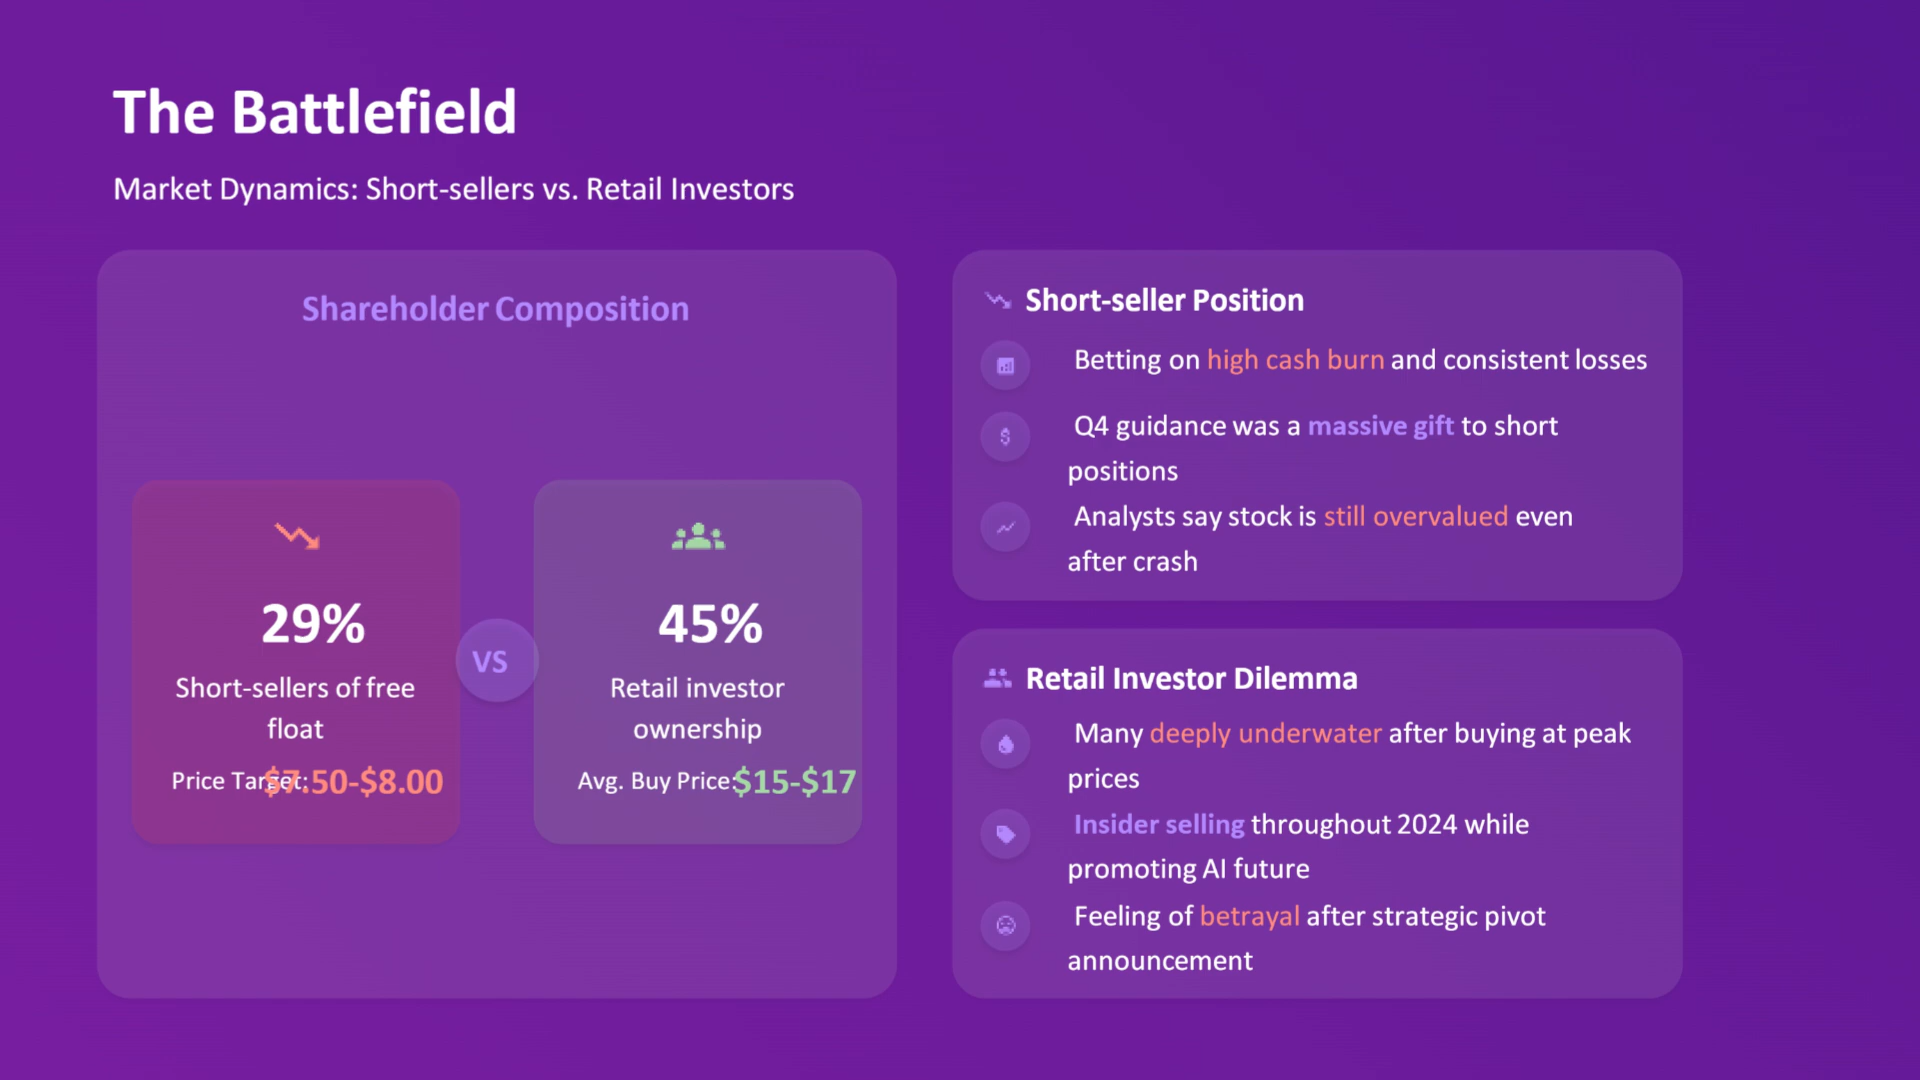 The Battlefield
Market Dynamics: Short-sellers vs. Retail Investors
Shareholder Composition
29%
Short-sellers of free
float
Price Target: $7.50-$8.00
VS
45%
Retail investor
ownership
Avg. Buy Price: $15-$17
Short-seller Position
Betting on high cash burn and consistent losses
Q4 guidance was a massive gift to short
positions
Analysts say stock is still overvalued even
after crash
Retail Investor Dilemma
Many deeply underwater after buying at peak
prices
Insider selling throughout 2024 while
promoting AI future
Feeling of betrayal after strategic pivot
announcement